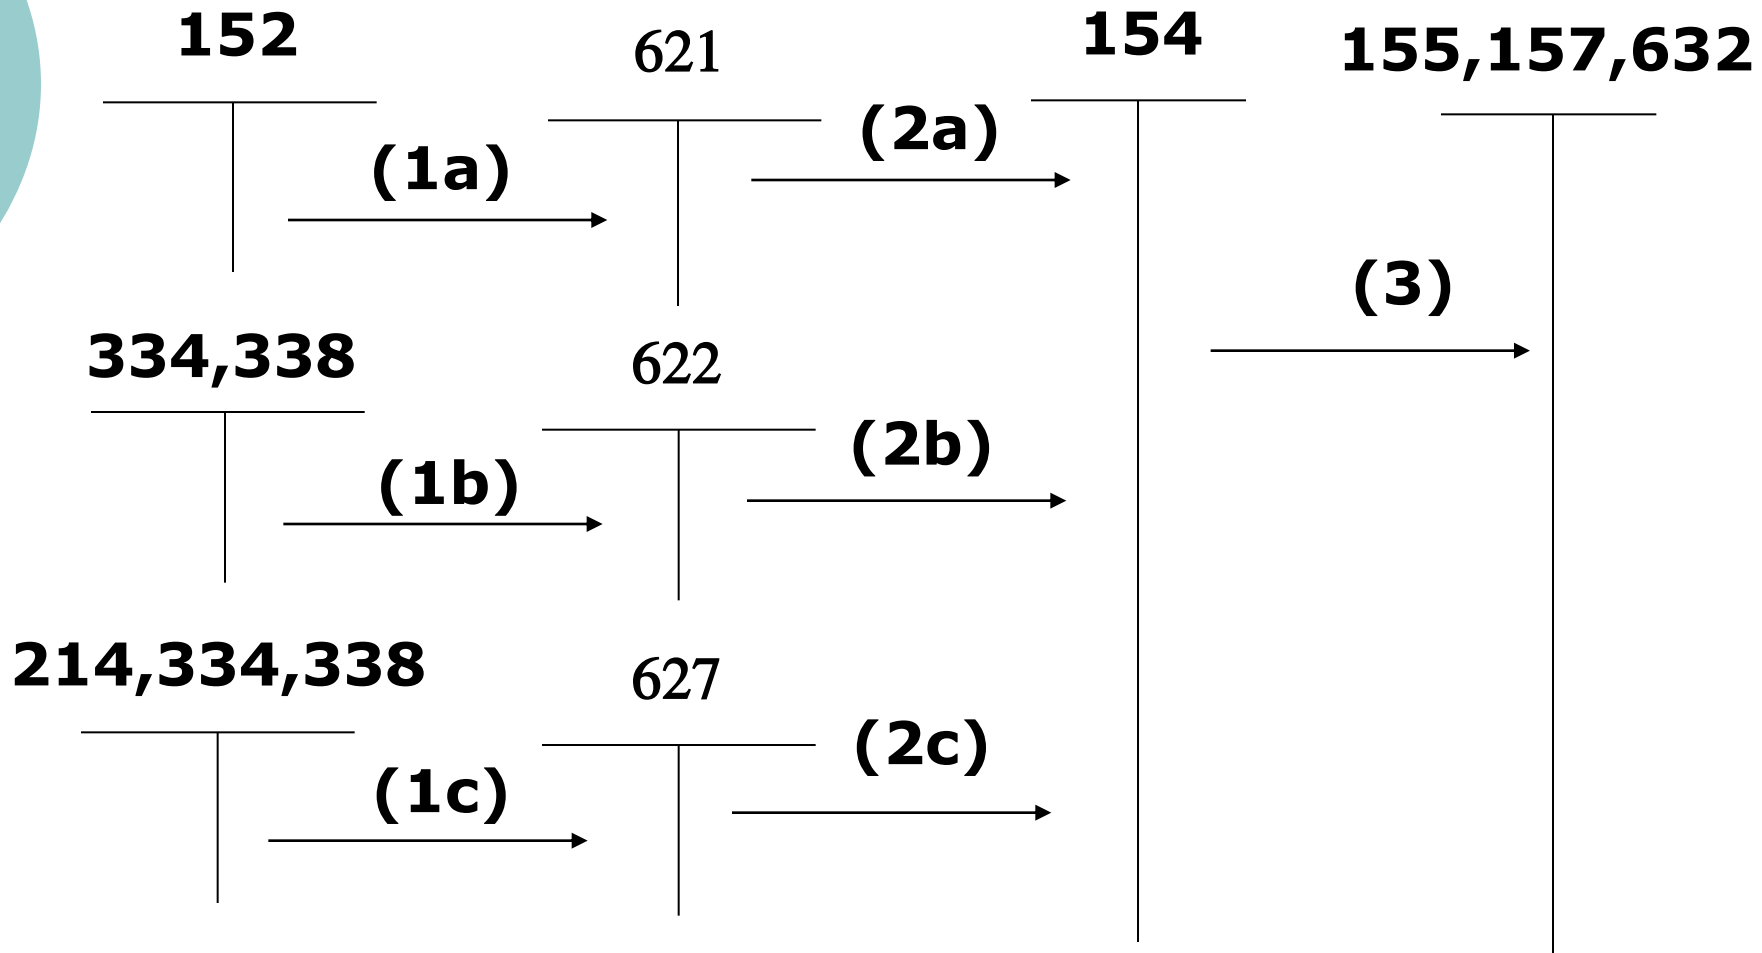 152
621
154
155,157,632
(1a)
(2a)
(3)
334,338
622
(1b)
(2b)
214,334,338
627
(1c)
(2c)